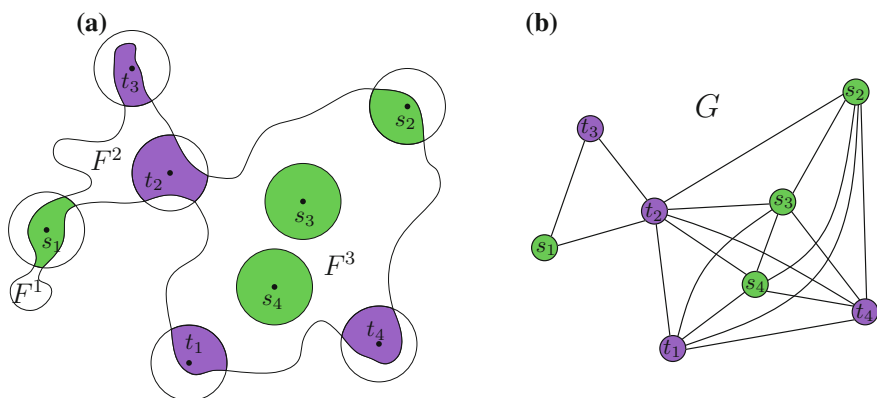 (a)
t₃
F²
s₂
t₂
s₃
s₁
F³
F¹
s₄
t₁
t₄
(b)
s₂
G
t₃
s₃
t₂
s₁
s₄
t₄
t₁